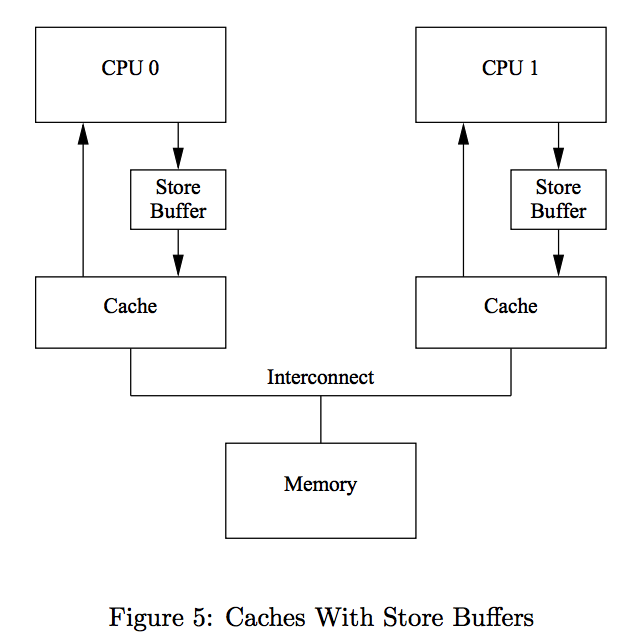 CPU 0
CPU 1
Store
Buffer
Store
Buffer
Cache
Cache
Interconnect
Memory
Figure 5: Caches With Store Buffers